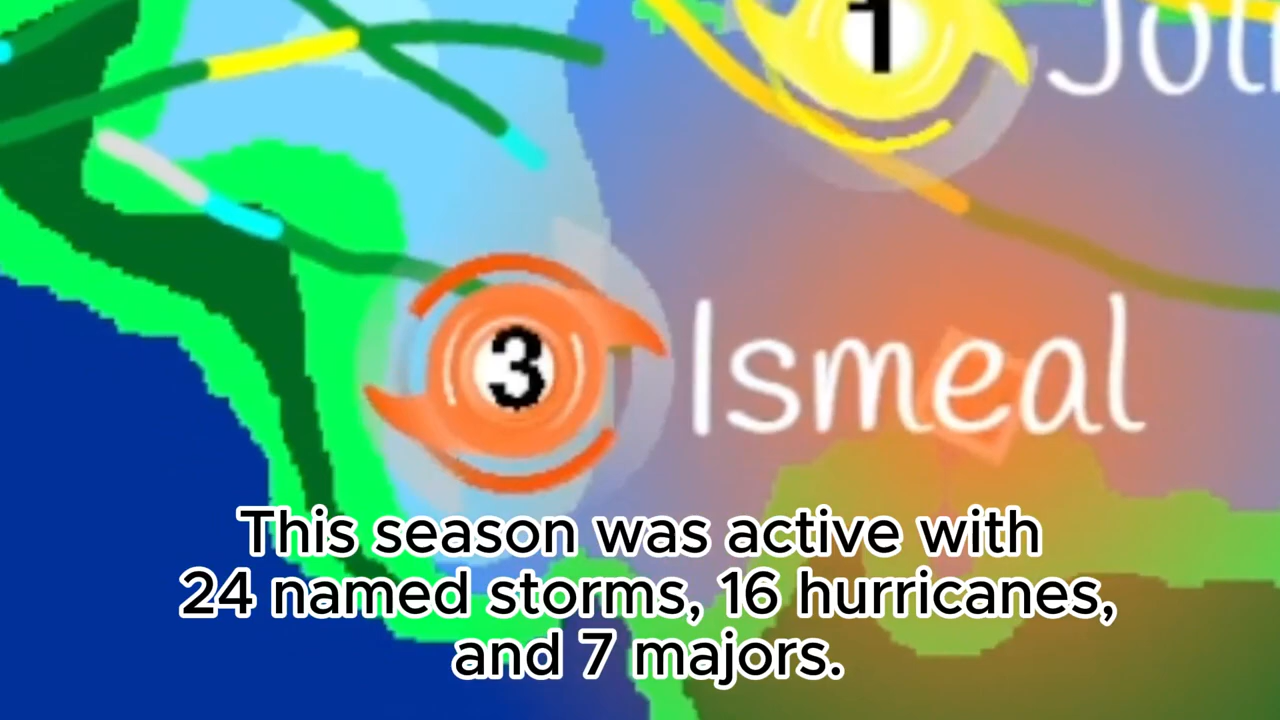 1
3
Ismeal
This season was active with
24 named storms, 16 hurricanes,
and 7 majors.